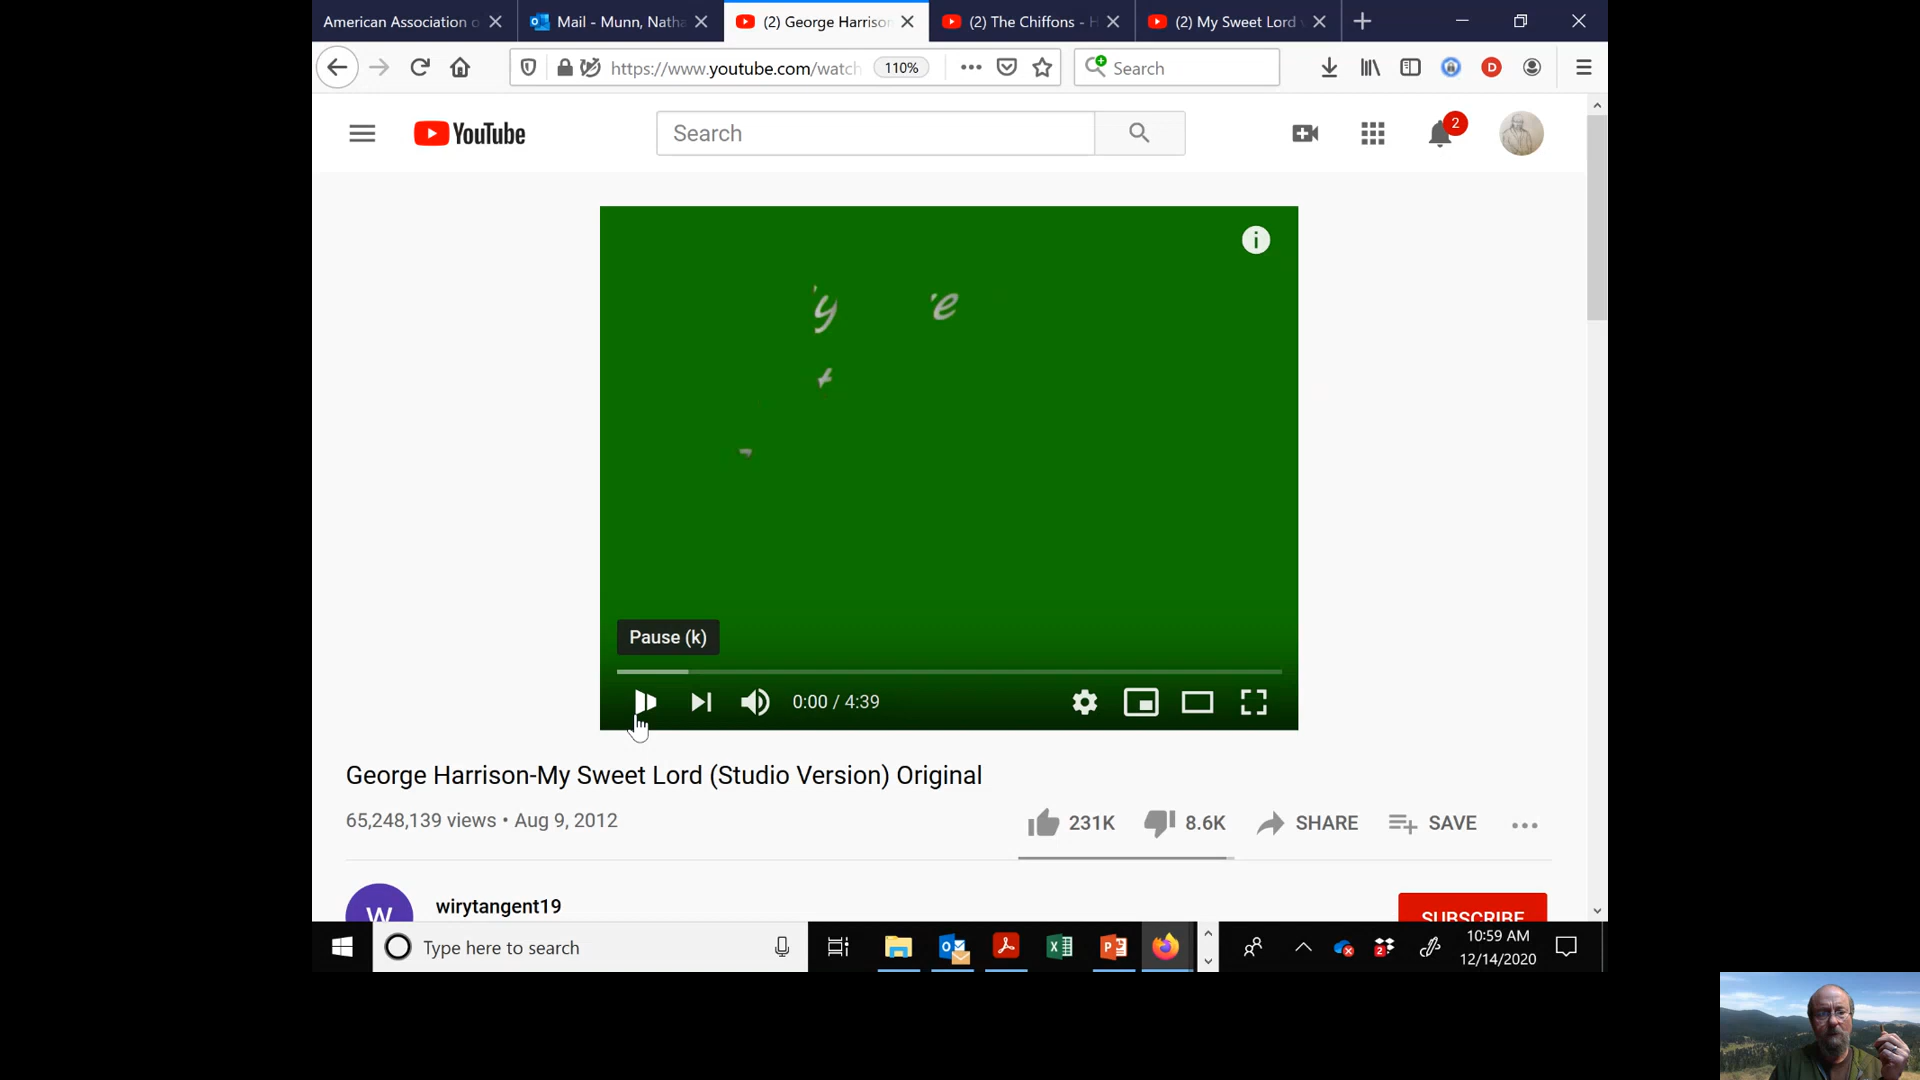 American Association o
Mail - Munn, Natha
(2) George Harrison
(2) The Chiffons - H
(2) My Sweet Lord
https://www.youtube.com/watch
110%
Search
D
YouTube
Search
2
i
y e
t
Pause (k)
0:00 / 4:39
George Harrison-My Sweet Lord (Studio Version) Original
65,248,139 views • Aug 9, 2012
231K
8.6K
SHARE
SAVE
W
wirytangent19
SUBSCRIBE
Type here to search
10:59 AM
12/14/2020